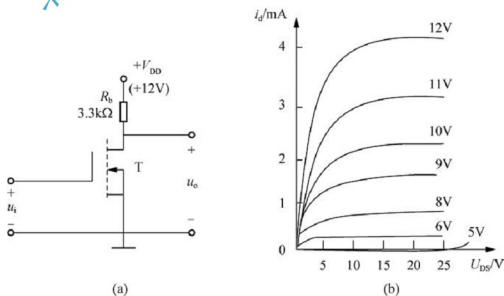 +V_DD
(+12V)
R_b
3.3kΩ
+
T
+
u_i
u_o
−
−
(a)
i_d/mA
4
3
2
1
0
12V
11V
10V
9V
8V
6V
5V
5 10 15 20 25 U_DS/V
(b)